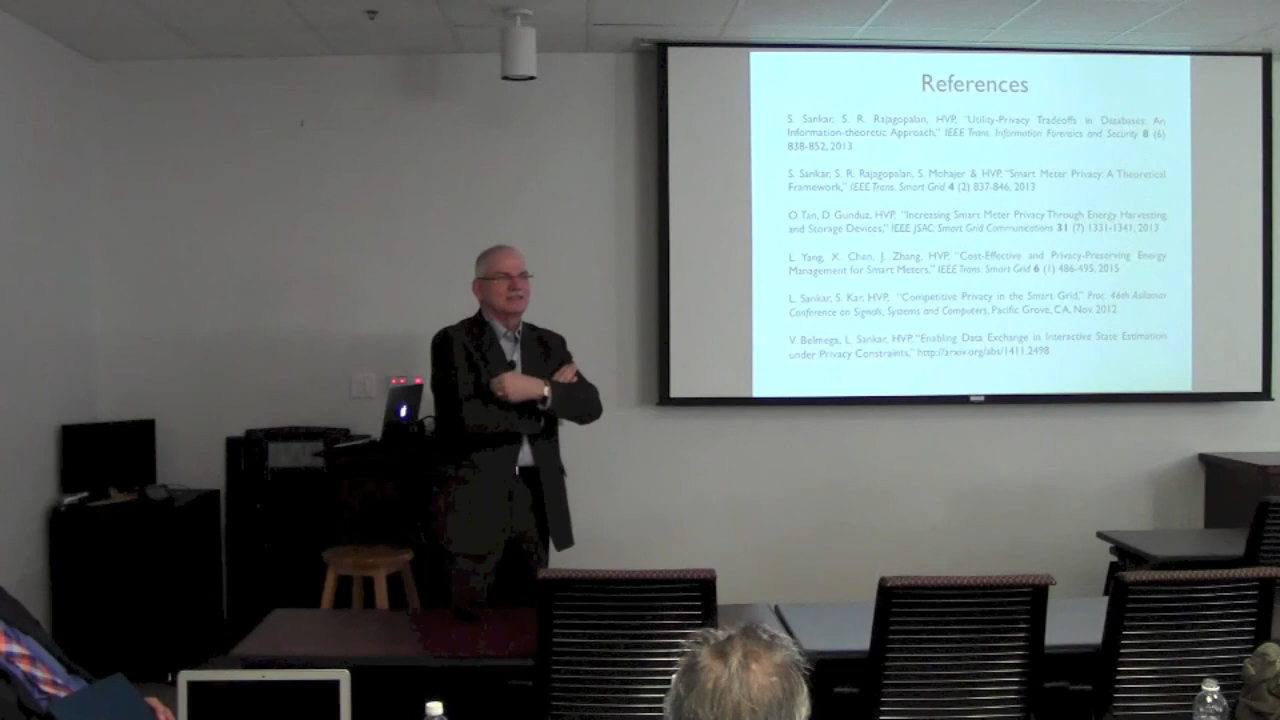 References
S. Sankar, S. R. Rajagopalan, HVP, "Utility-Privacy Tradeoffs in Databases: An
Information-theoretic Approach," IEEE Trans. Information Forensics and Security 8 (6)
838-852, 2013
S. Sankar, S. R. Rajagopalan, S. Mohajer & HVP, "Smart Meter Privacy: A Theoretical
Framework," IEEE Trans. Smart Grid 4 (2) 837-846, 2013
O Tan, D Gunduz, HVP, "Increasing Smart Meter Privacy Through Energy Harvesting
and Storage Devices," IEEE JSAC: Smart Grid Communications 31 (7) 1331-1341, 2013
L. Yang, X. Chen, J. Zhang, HVP, "Cost-Effective and Privacy-Preserving Energy
Management for Smart Meters," IEEE Trans. Smart Grid 6 (1) 486-495, 2015
L. Sankar, S. Kar, HVP, "Competitive Privacy in the Smart Grid," Proc. 46th Asilomar
Conference on Signals, Systems and Computers, Pacific Grove, CA, Nov. 2012
V. Belmega, L. Sankar, HVP, "Enabling Data Exchange in Interactive State Estimation
under Privacy Constraints," http://arxiv.org/abs/1411.2498